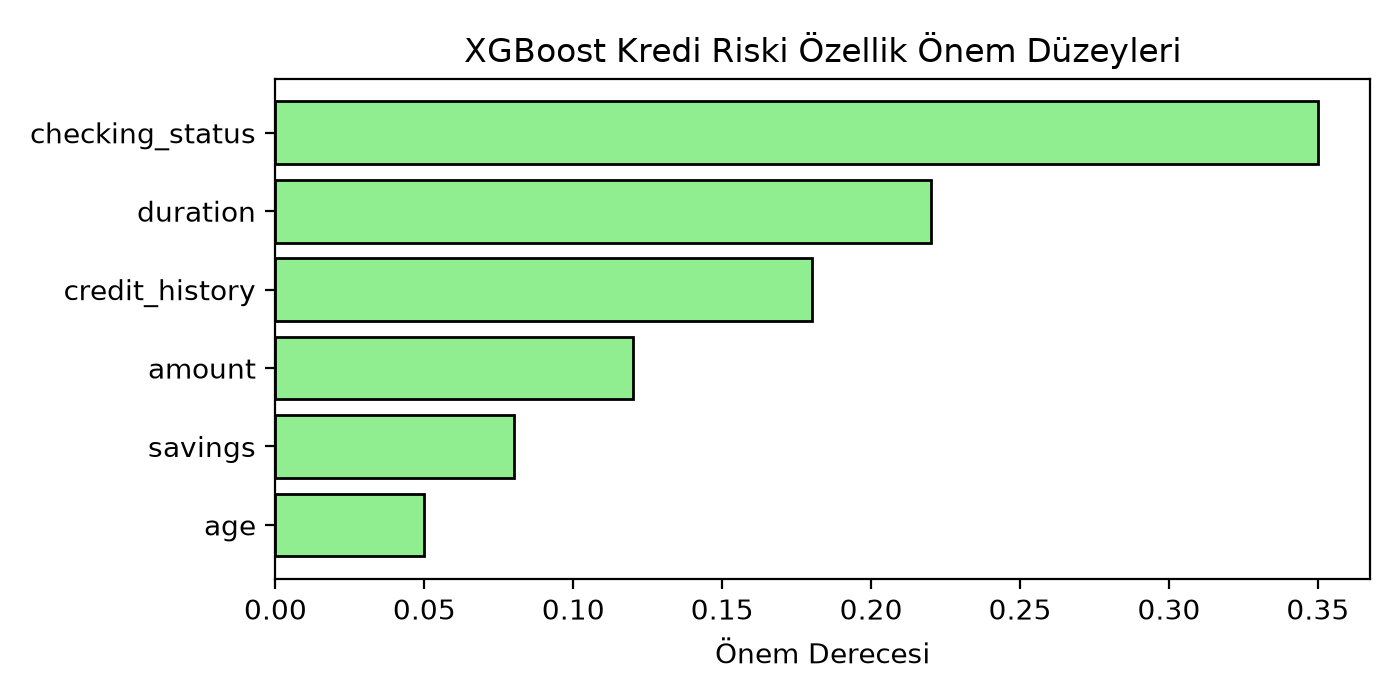 XGBoost Kredi Riski Özellik Önem Düzeyleri
checking_status
duration
credit_history
amount
savings
age
0.00 0.05 0.10 0.15 0.20 0.25 0.30 0.35
Önem Derecesi